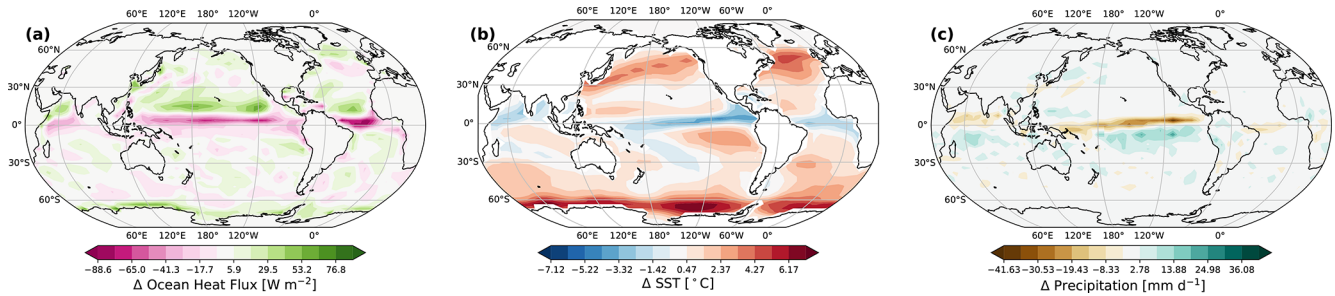 60°E 120°E 180° 120°W 0°
(a)
60°N
30°N
0°
30°S
60°S
60°E 120°E 180° 120°W 60°W 0°
−88.6 −65.0 −41.3 −17.7 5.9 29.5 53.2 76.8
Δ Ocean Heat Flux [W m⁻²]
60°E 120°E 180° 120°W 0°
(b)
60°N
30°N
0°
30°S
60°S
60°E 120°E 180° 120°W 60°W 0°
−7.12 −5.22 −3.32 −1.42 0.47 2.37 4.27 6.17
Δ SST [°C]
60°E 120°E 180° 120°W 0°
(c)
60°N
30°N
0°
30°S
60°S
60°E 120°E 180° 120°W 60°W 0°
−41.63 −30.53 −19.43 −8.33 2.78 13.88 24.98 36.08
Δ Precipitation [mm d⁻¹]